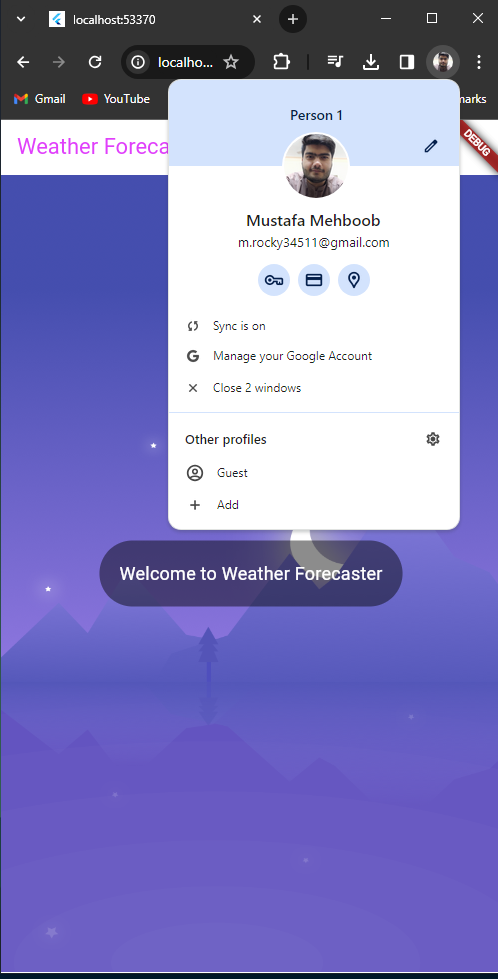 localhost:53370
localho...
Gmail
YouTube
marks
Weather Foreca
DEBUG
Person 1
Mustafa Mehboob
m.rocky34511@gmail.com
Sync is on
Manage your Google Account
Close 2 windows
Other profiles
Guest
Add
Welcome to Weather Forecaster